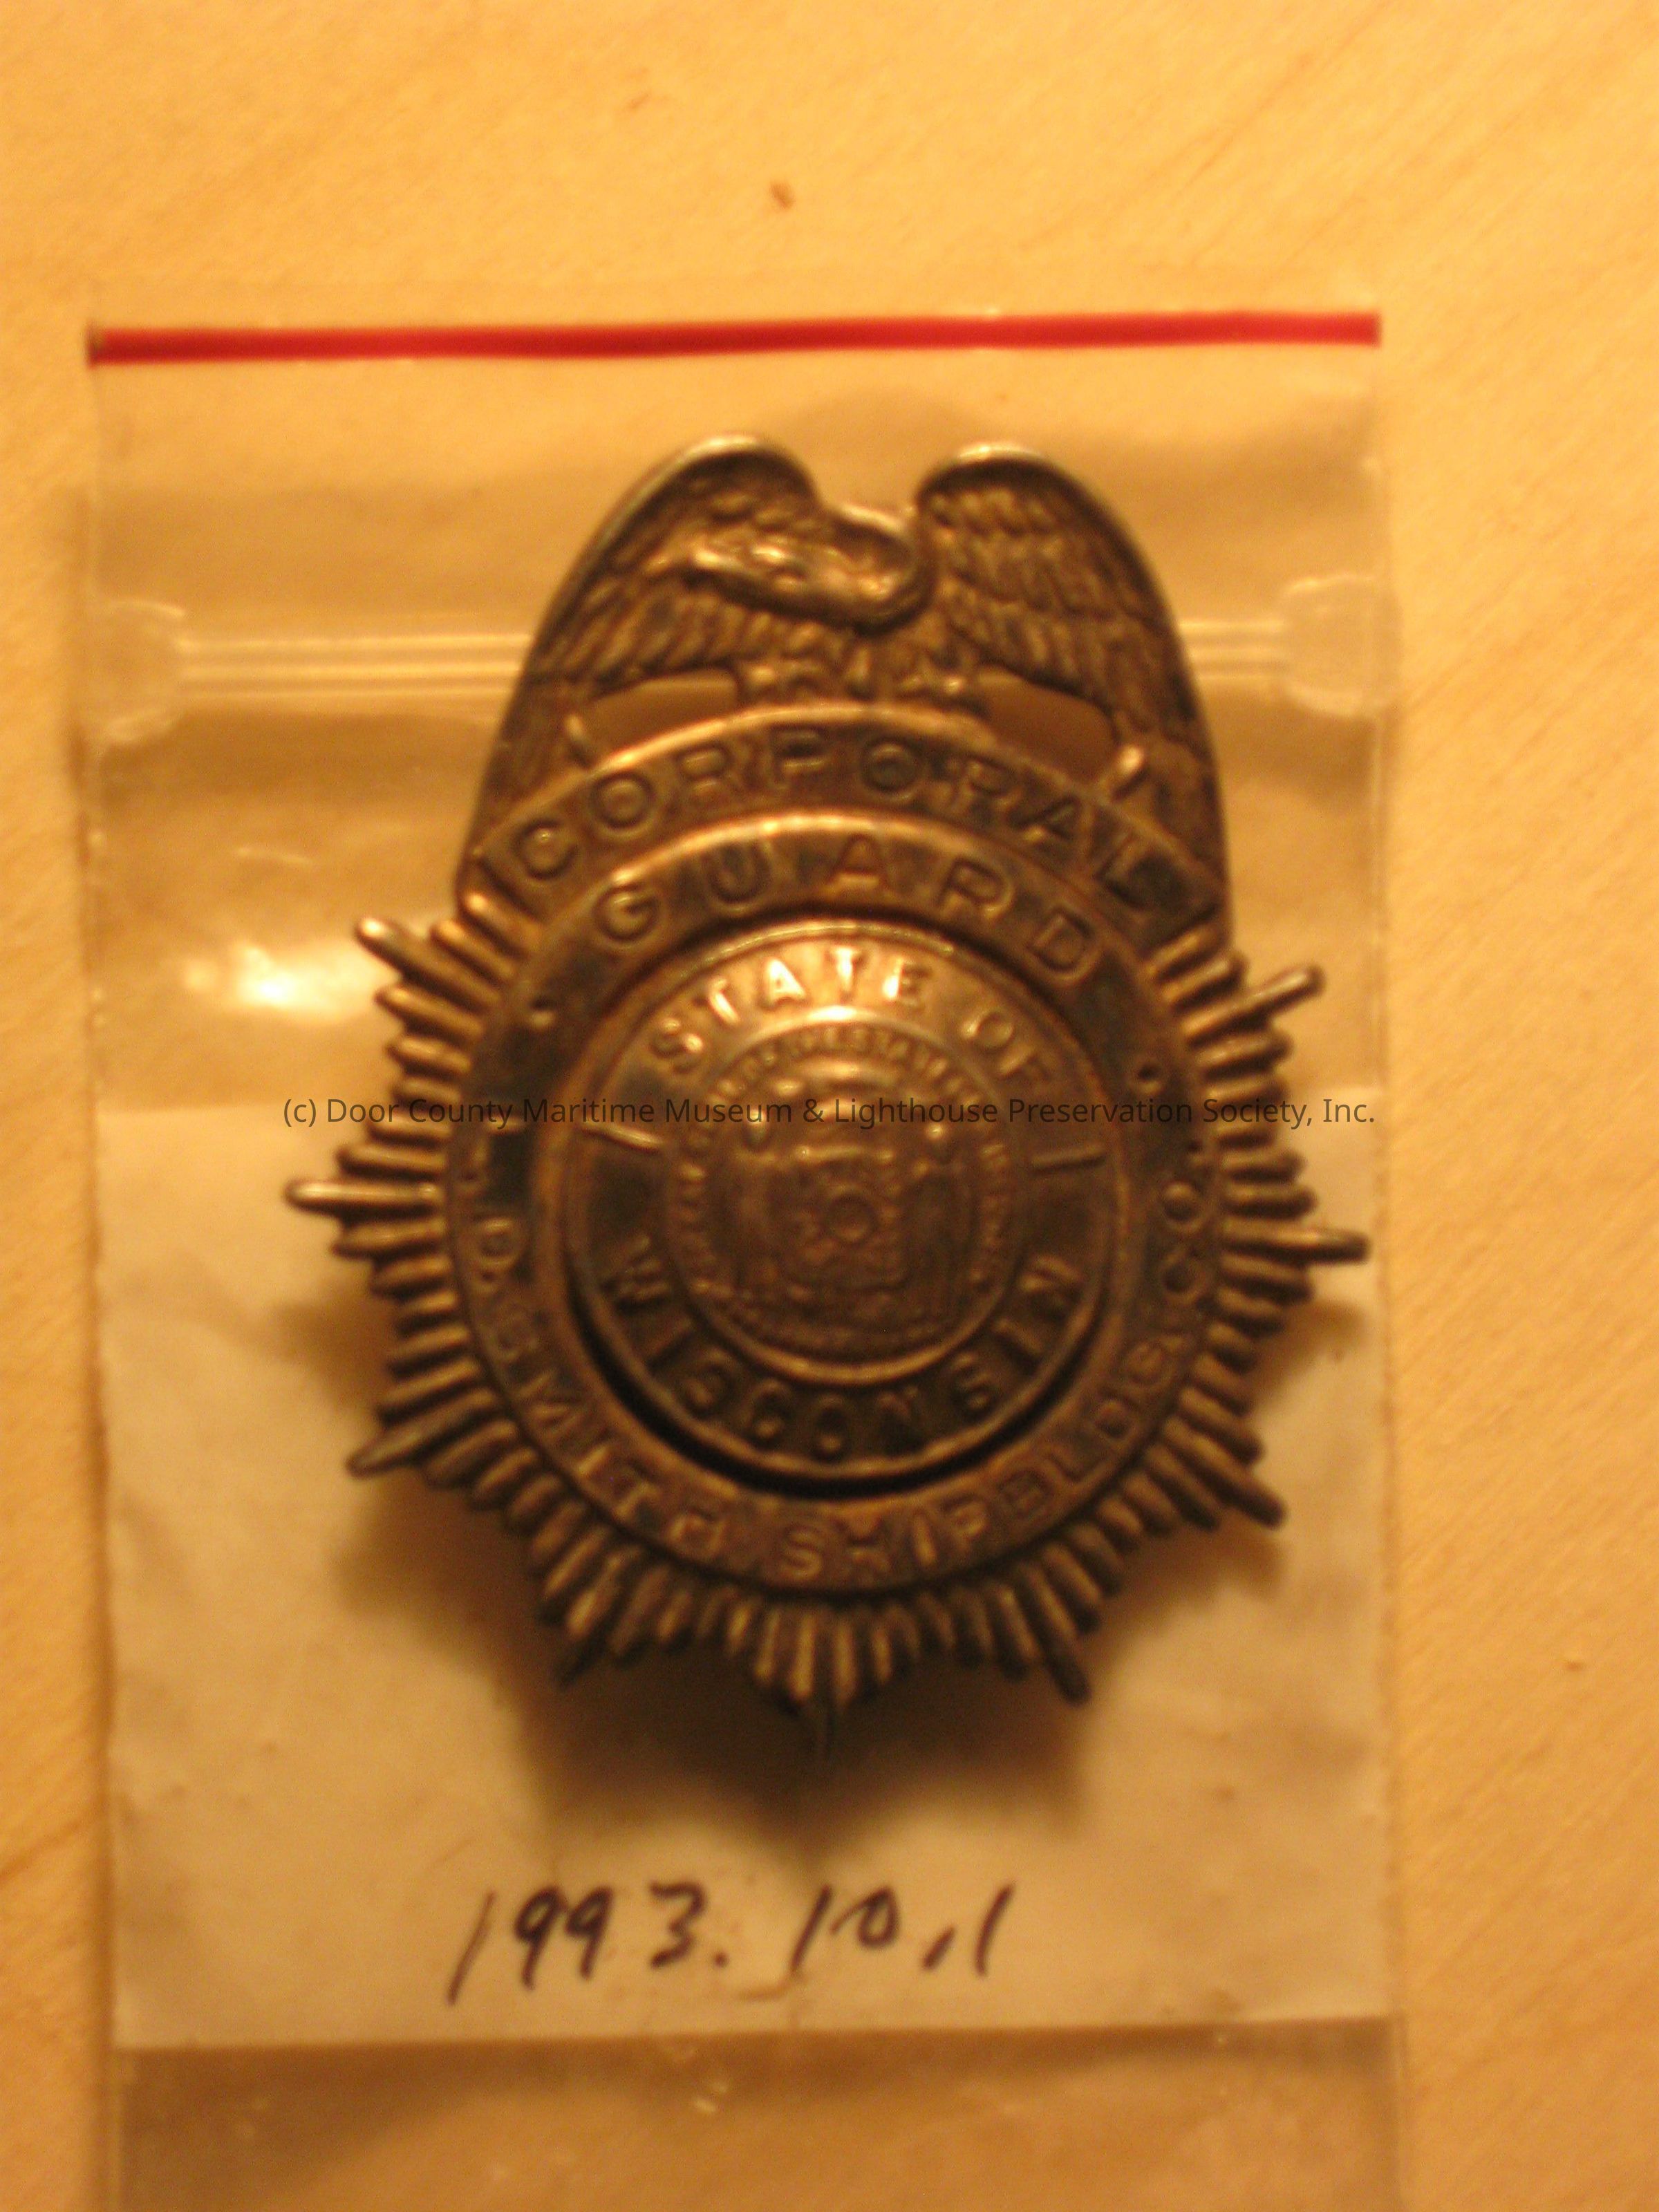 CORPORAL
GUARD
STATE OF
WISCONSIN
L.D. SMITH SHIPBLDG. CO.
(c) Door County Maritime Museum & Lighthouse Preservation Society, Inc.
1993.10.1